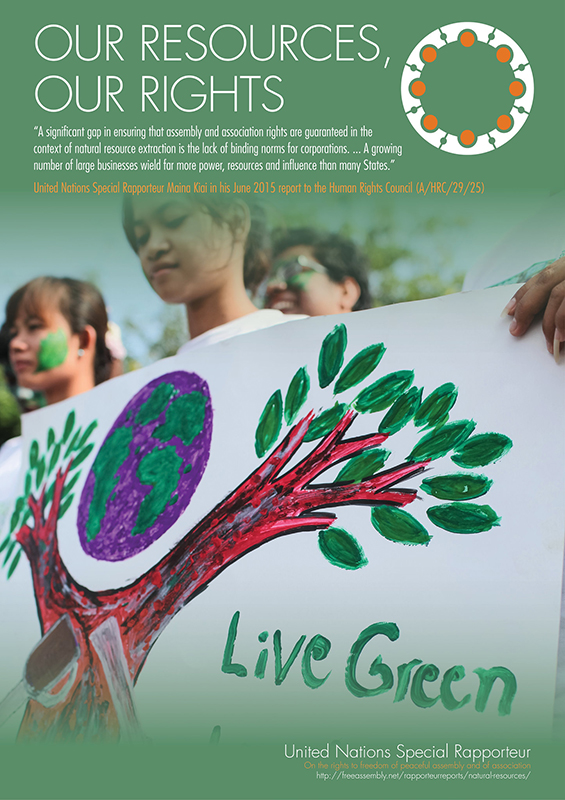 OUR RESOURCES,
OUR RIGHTS
“A significant gap in ensuring that assembly and association rights are guaranteed in the
context of natural resource extraction is the lack of binding norms for corporations. ... A growing
number of large businesses wield far more power, resources and influence than many States.”
United Nations Special Rapporteur Maina Kiai in his June 2015 report to the Human Rights Council (A/HRC/29/25)
Live Green
United Nations Special Rapporteur
On the rights to freedom of peaceful assembly and of association
http://freeassembly.net/rapporteurreports/natural-resources/